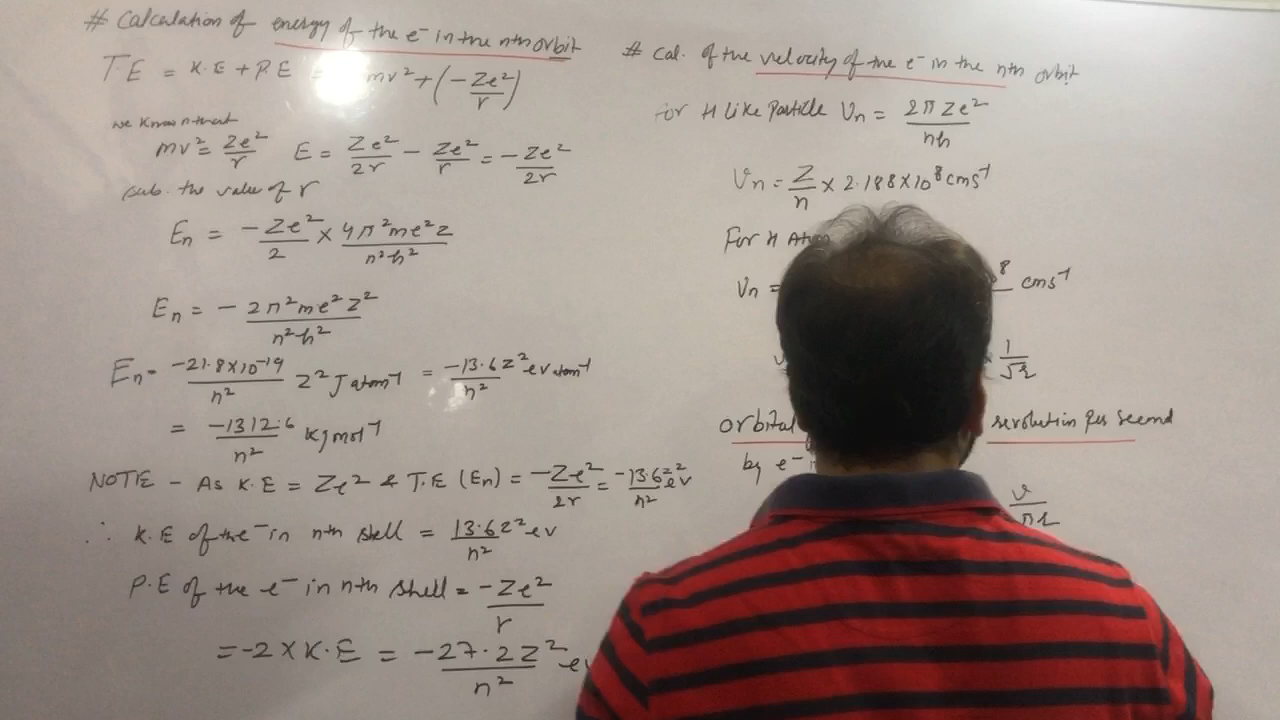 # Calculation of energy of the e⁻ in the nth orbit
T.E = K.E + P.E = mv² + (-Ze²/r)
we known that
mv² = Ze²/r E = Ze²/2r - Ze²/r = -Ze²/2r
sub. the value of r
En = -Ze²/2 × 4π²me²z/n²h²
En = - 2π²me²z²/n²h²
En = -21.8×10⁻¹⁹/n² Z² J atom⁻¹ = -13.6Z²/n² ev atom⁻¹
= -1312.6/n² Kj mol⁻¹
NOTE - As K.E = Ze² & T.E (En) = -Ze²/2r = -13.6z²/n² ev
∴ K.E of the e⁻ in nth shell = 13.6z²/n² ev
P.E of the e⁻ in nth shell = -Ze²/r
= -2 × K.E = -27.2Z²/n² ev
# Cal. of the velocity of the e⁻ in the nth orbit
For H like Particle Vn = 2πZe²/nh
Vn = Z/n × 2.188×10⁸ cms⁻¹
For H Atom
Vn = ⁸ cms⁻¹
1/√r
orbital revolution per second
by e⁻
v/πr